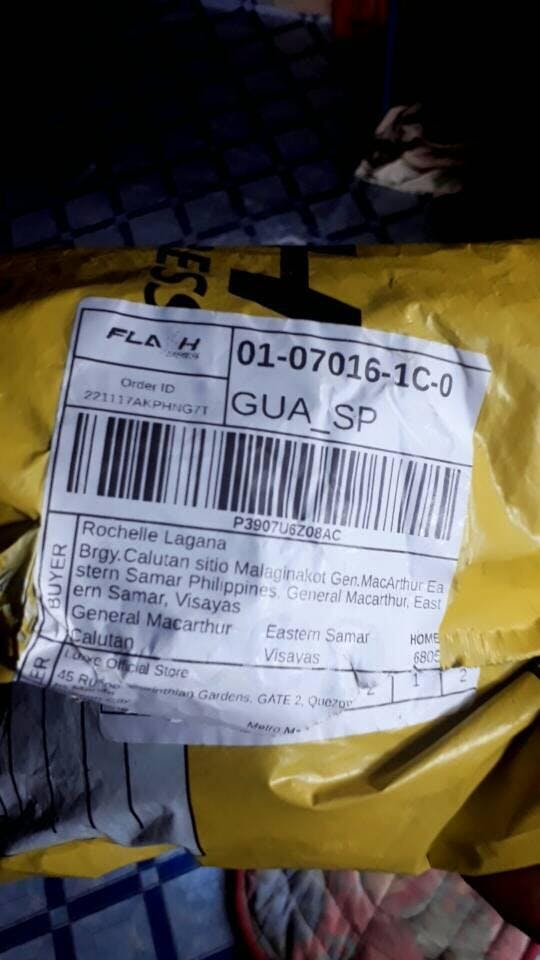 FLASH
EXPRESS
01-07016-1C-0
Order ID
221117AKPHNG7T
GUA_SP
P3907U6Z08AC
BUYER
Rochelle Lagana
Brgy.Calutan sitio Malaginakot Gen.MacArthur Ea
stern Samar Philippines, General Macarthur, East
ern Samar, Visayas
General Macarthur Eastern Samar HOME
Calutan Visayas 6805
Official Store
1 2
45 Gardens, GATE 2,
Metro